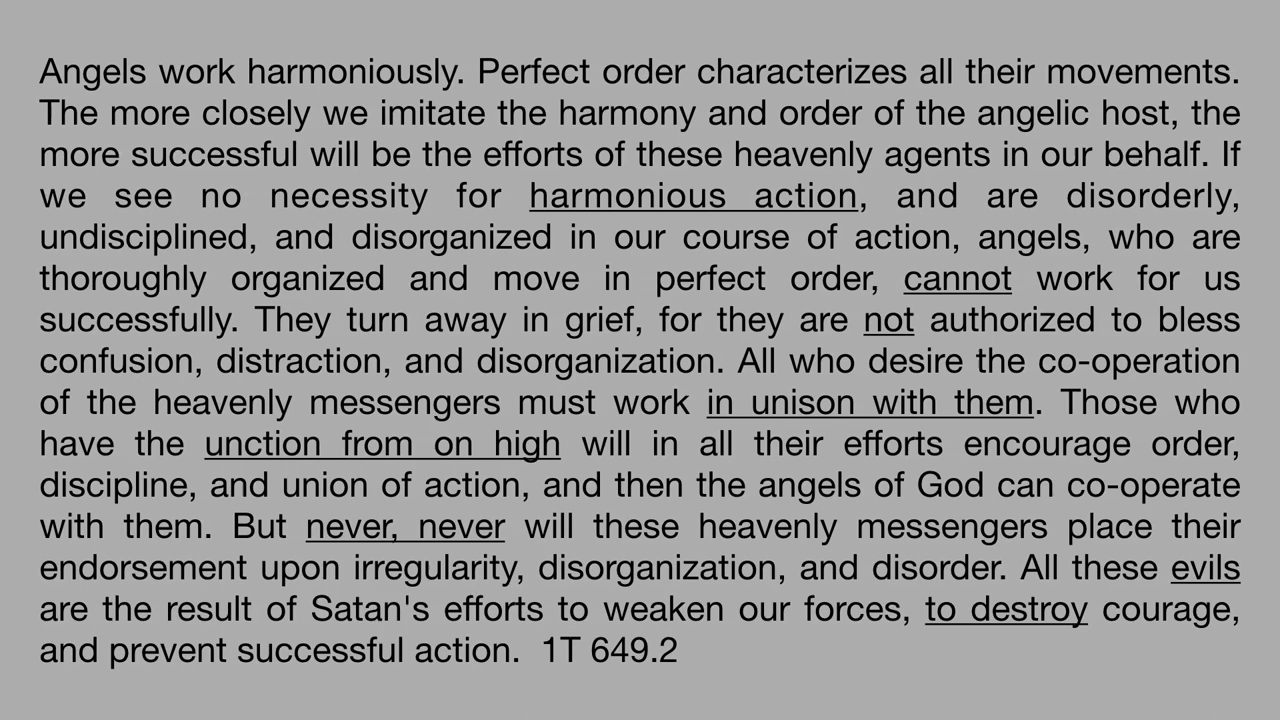 Angels work harmoniously. Perfect order characterizes all their movements.
The more closely we imitate the harmony and order of the angelic host, the
more successful will be the efforts of these heavenly agents in our behalf. If
we see no necessity for harmonious action, and are disorderly,
undisciplined, and disorganized in our course of action, angels, who are
thoroughly organized and move in perfect order, cannot work for us
successfully. They turn away in grief, for they are not authorized to bless
confusion, distraction, and disorganization. All who desire the co-operation
of the heavenly messengers must work in unison with them. Those who
have the unction from on high will in all their efforts encourage order,
discipline, and union of action, and then the angels of God can co-operate
with them. But never, never will these heavenly messengers place their
endorsement upon irregularity, disorganization, and disorder. All these evils
are the result of Satan's efforts to weaken our forces, to destroy courage,
and prevent successful action.  1T 649.2